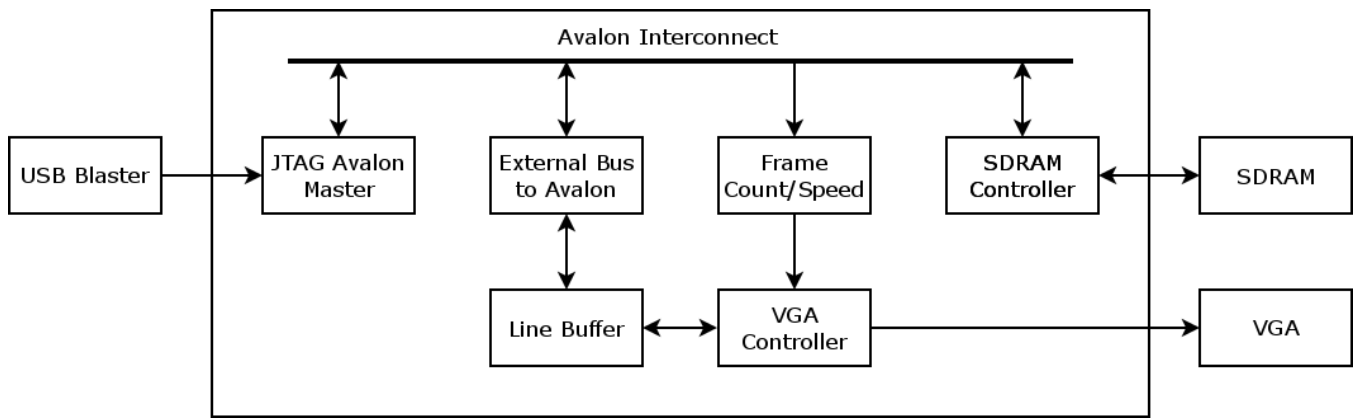 Avalon Interconnect
USB Blaster
JTAG Avalon
Master
External Bus
to Avalon
Frame
Count/Speed
SDRAM
Controller
SDRAM
Line Buffer
VGA
Controller
VGA